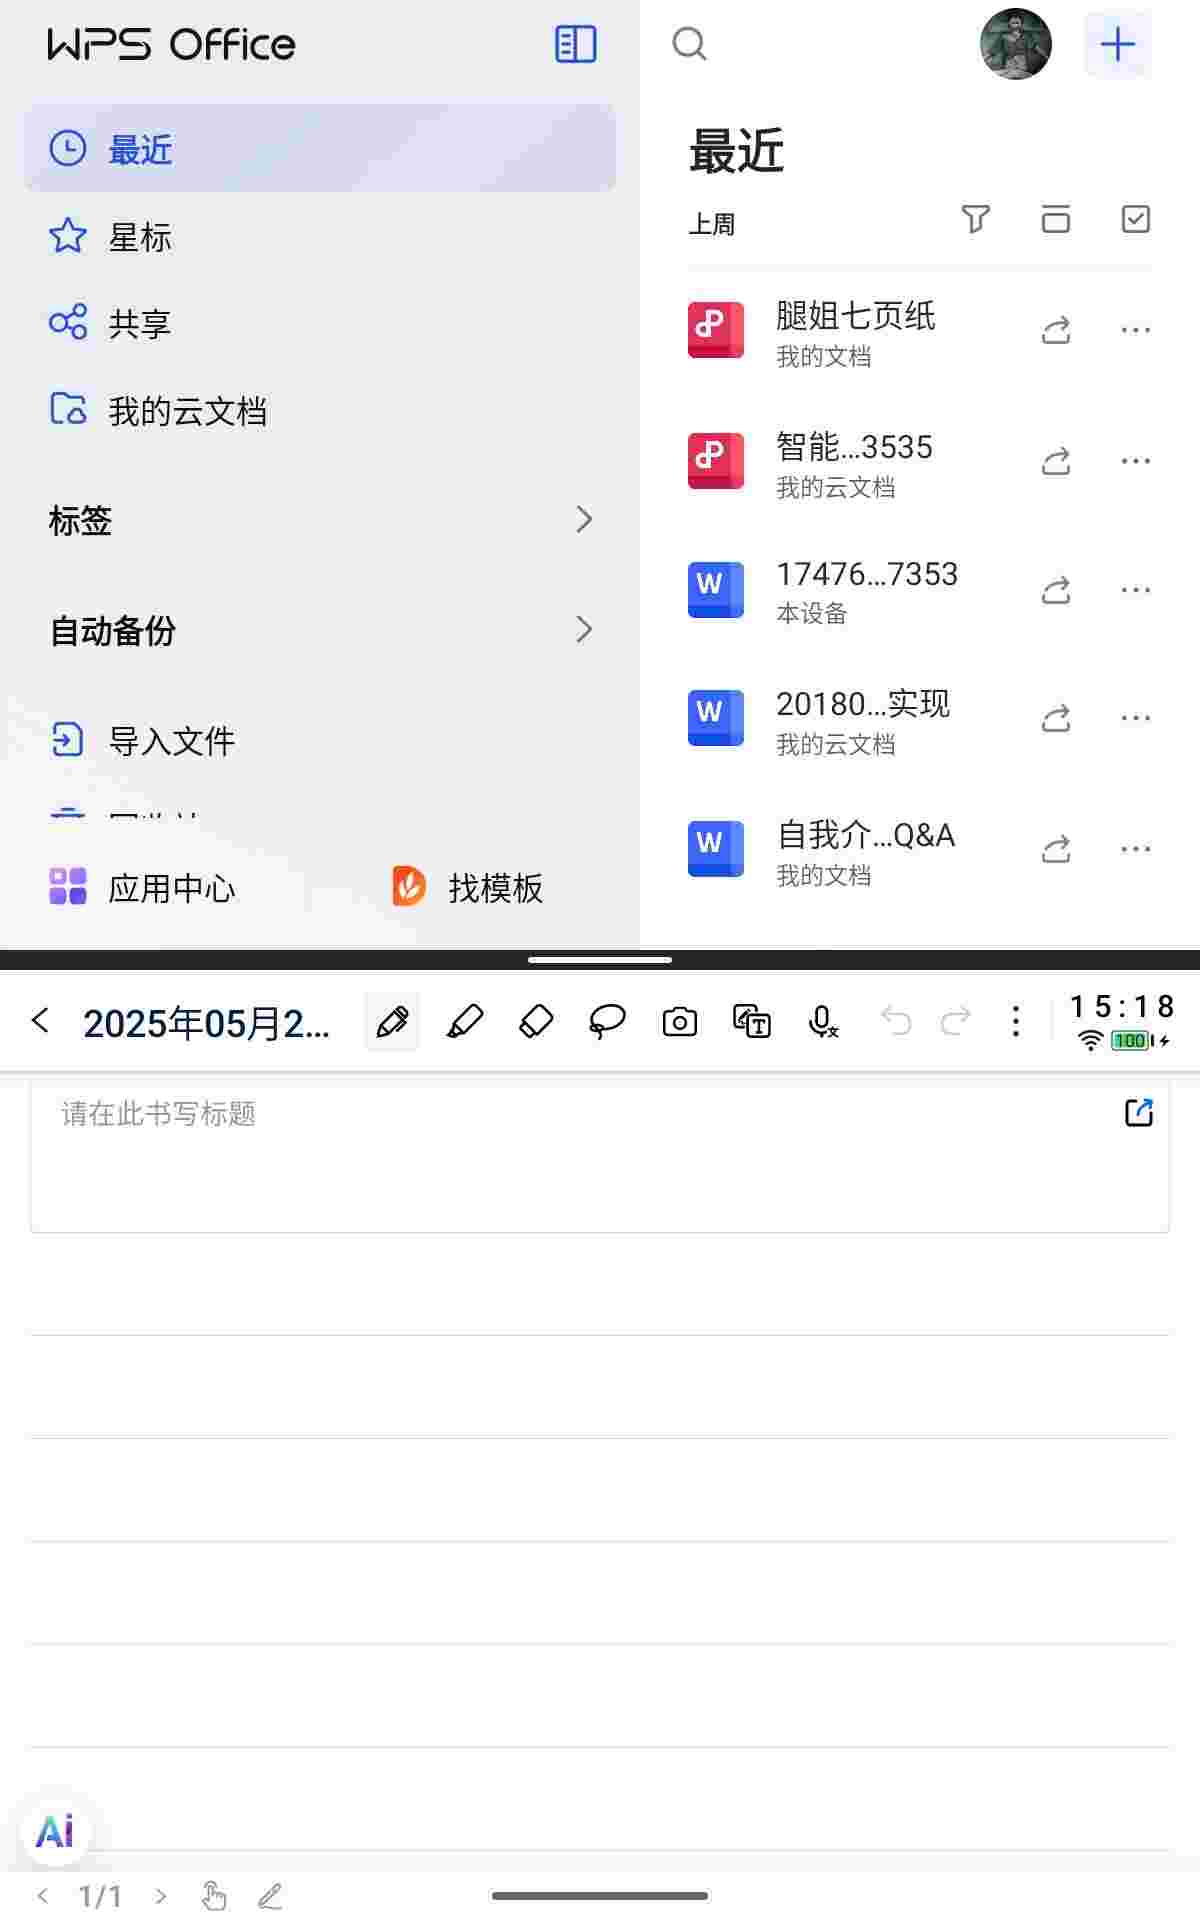 WPS Office
最近
星标
共享
我的云文档
标签
自动备份
导入文件
应用中心
找模板
最近
上周
腿姐七页纸
我的文档
智能...3535
我的云文档
17476...7353
本设备
20180...实现
我的云文档
自我介...Q&A
我的文档
2025年05月2...
15:18
100
请在此书写标题
Ai
1/1